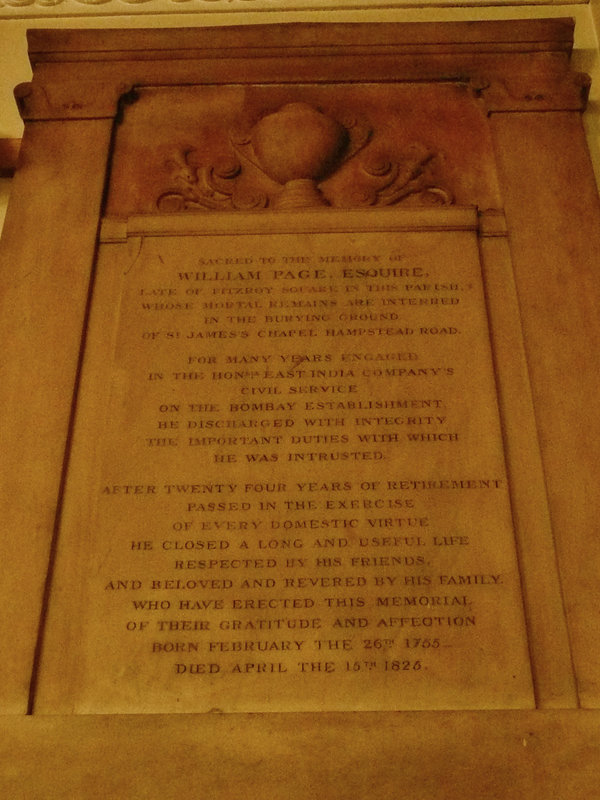 SACRED TO THE MEMORY OF
WILLIAM PAGE, ESQUIRE,
LATE OF FITZROY SQUARE IN THIS PARISH,
WHOSE MORTAL REMAINS ARE INTERRED
IN THE BURYING GROUND
OF ST JAMES'S CHAPEL HAMPSTEAD ROAD.
FOR MANY YEARS ENGAGED
IN THE HONBLE EAST INDIA COMPANY'S
CIVIL SERVICE
ON THE BOMBAY ESTABLISHMENT,
HE DISCHARGED WITH INTEGRITY
THE IMPORTANT DUTIES WITH WHICH
HE WAS INTRUSTED.
AFTER TWENTY FOUR YEARS OF RETIREMENT
PASSED IN THE EXERCISE
OF EVERY DOMESTIC VIRTUE
HE CLOSED A LONG AND USEFUL LIFE
RESPECTED BY HIS FRIENDS,
AND BELOVED AND REVERED BY HIS FAMILY.
WHO HAVE ERECTED THIS MEMORIAL
OF THEIR GRATITUDE AND AFFECTION
BORN FEBRUARY THE 26TH 1755_
DIED APRIL THE 15TH 1825.